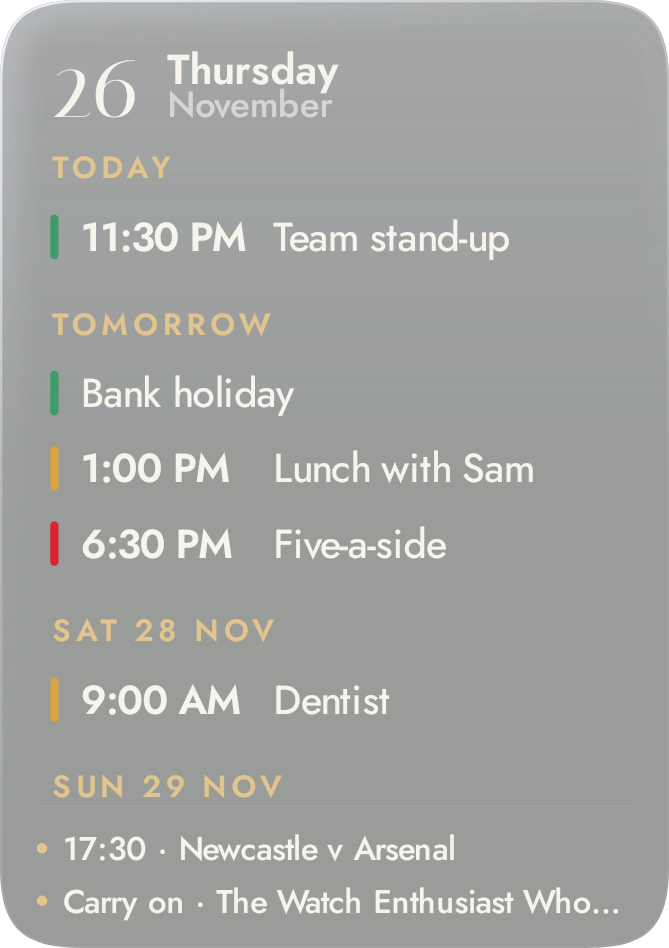 26 Thursday
November
TODAY
11:30 PM Team stand-up
TOMORROW
Bank holiday
1:00 PM Lunch with Sam
6:30 PM Five-a-side
SAT 28 NOV
9:00 AM Dentist
SUN 29 NOV
• 17:30 · Newcastle v Arsenal
• Carry on · The Watch Enthusiast Who...